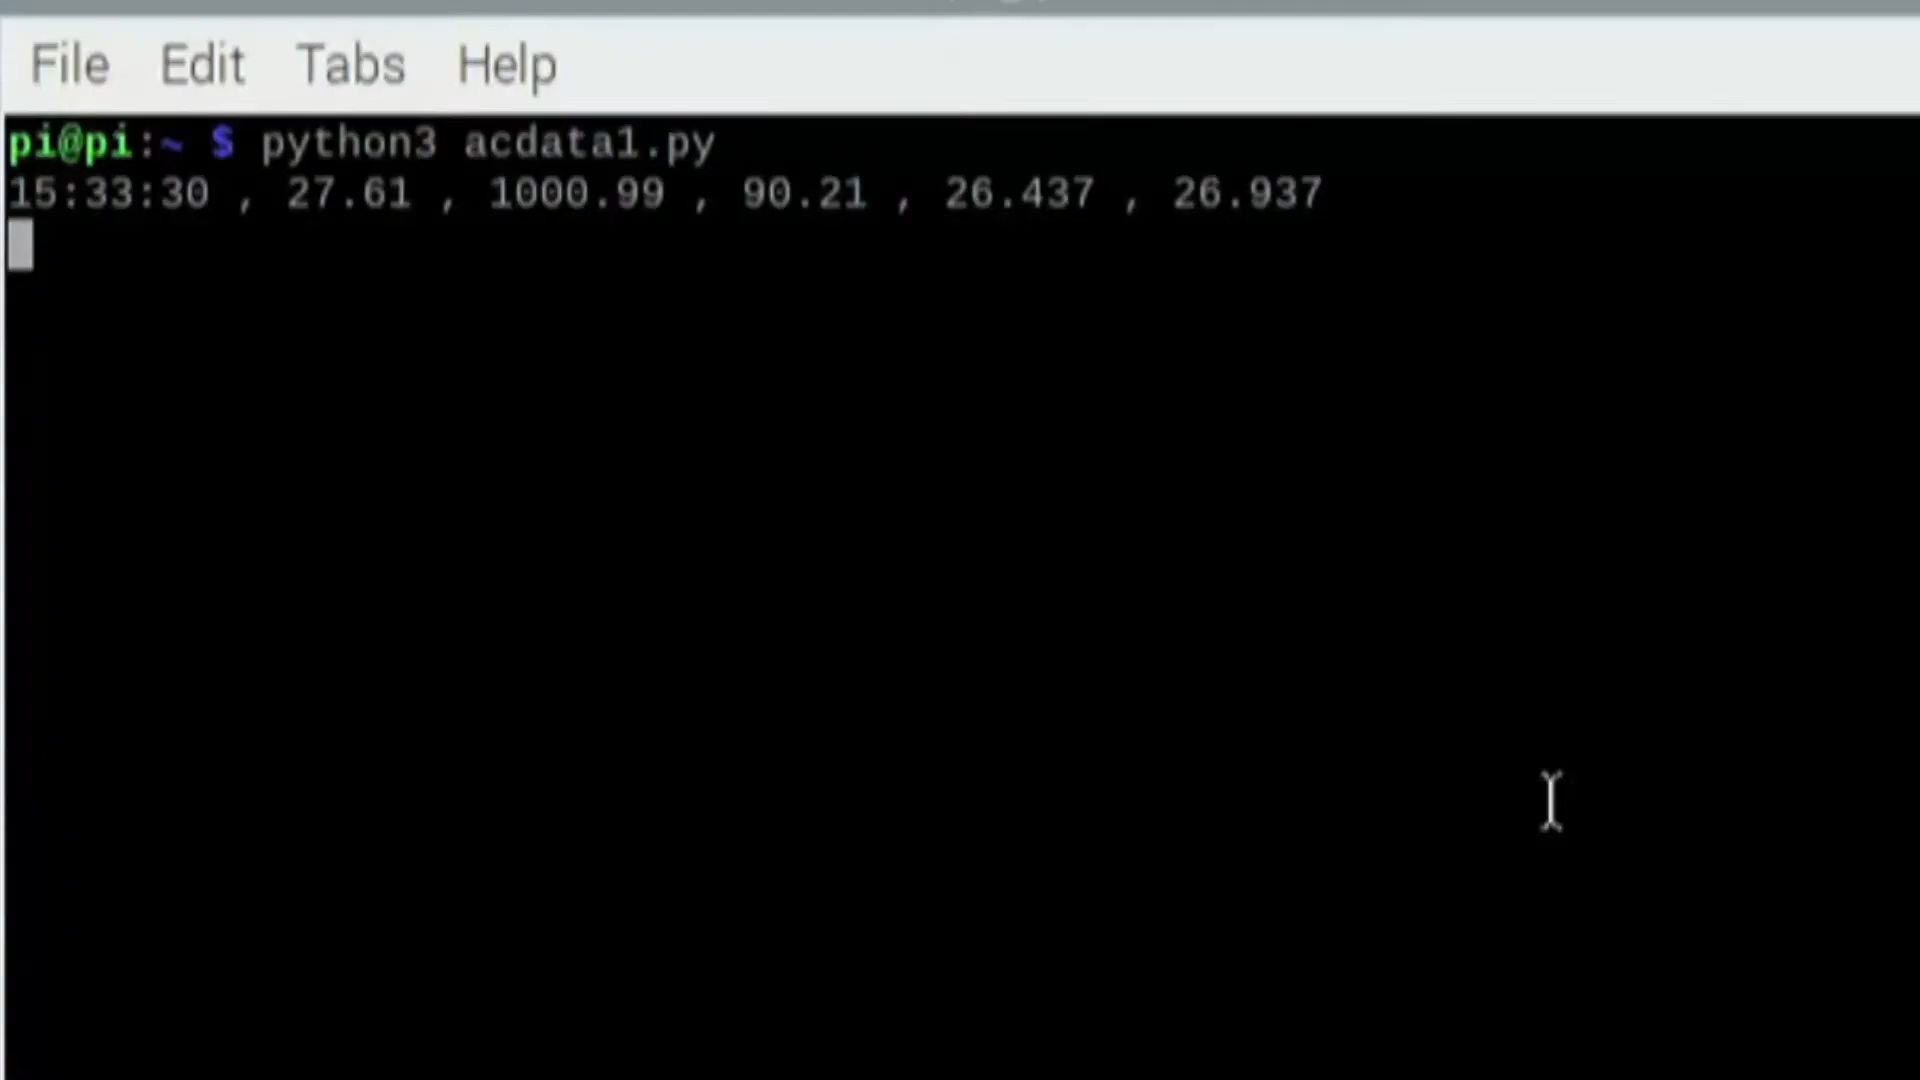 File Edit Tabs Help
pi@pi:~ $ python3 acdata1.py
15:33:30 , 27.61 , 1000.99 , 90.21 , 26.437 , 26.937